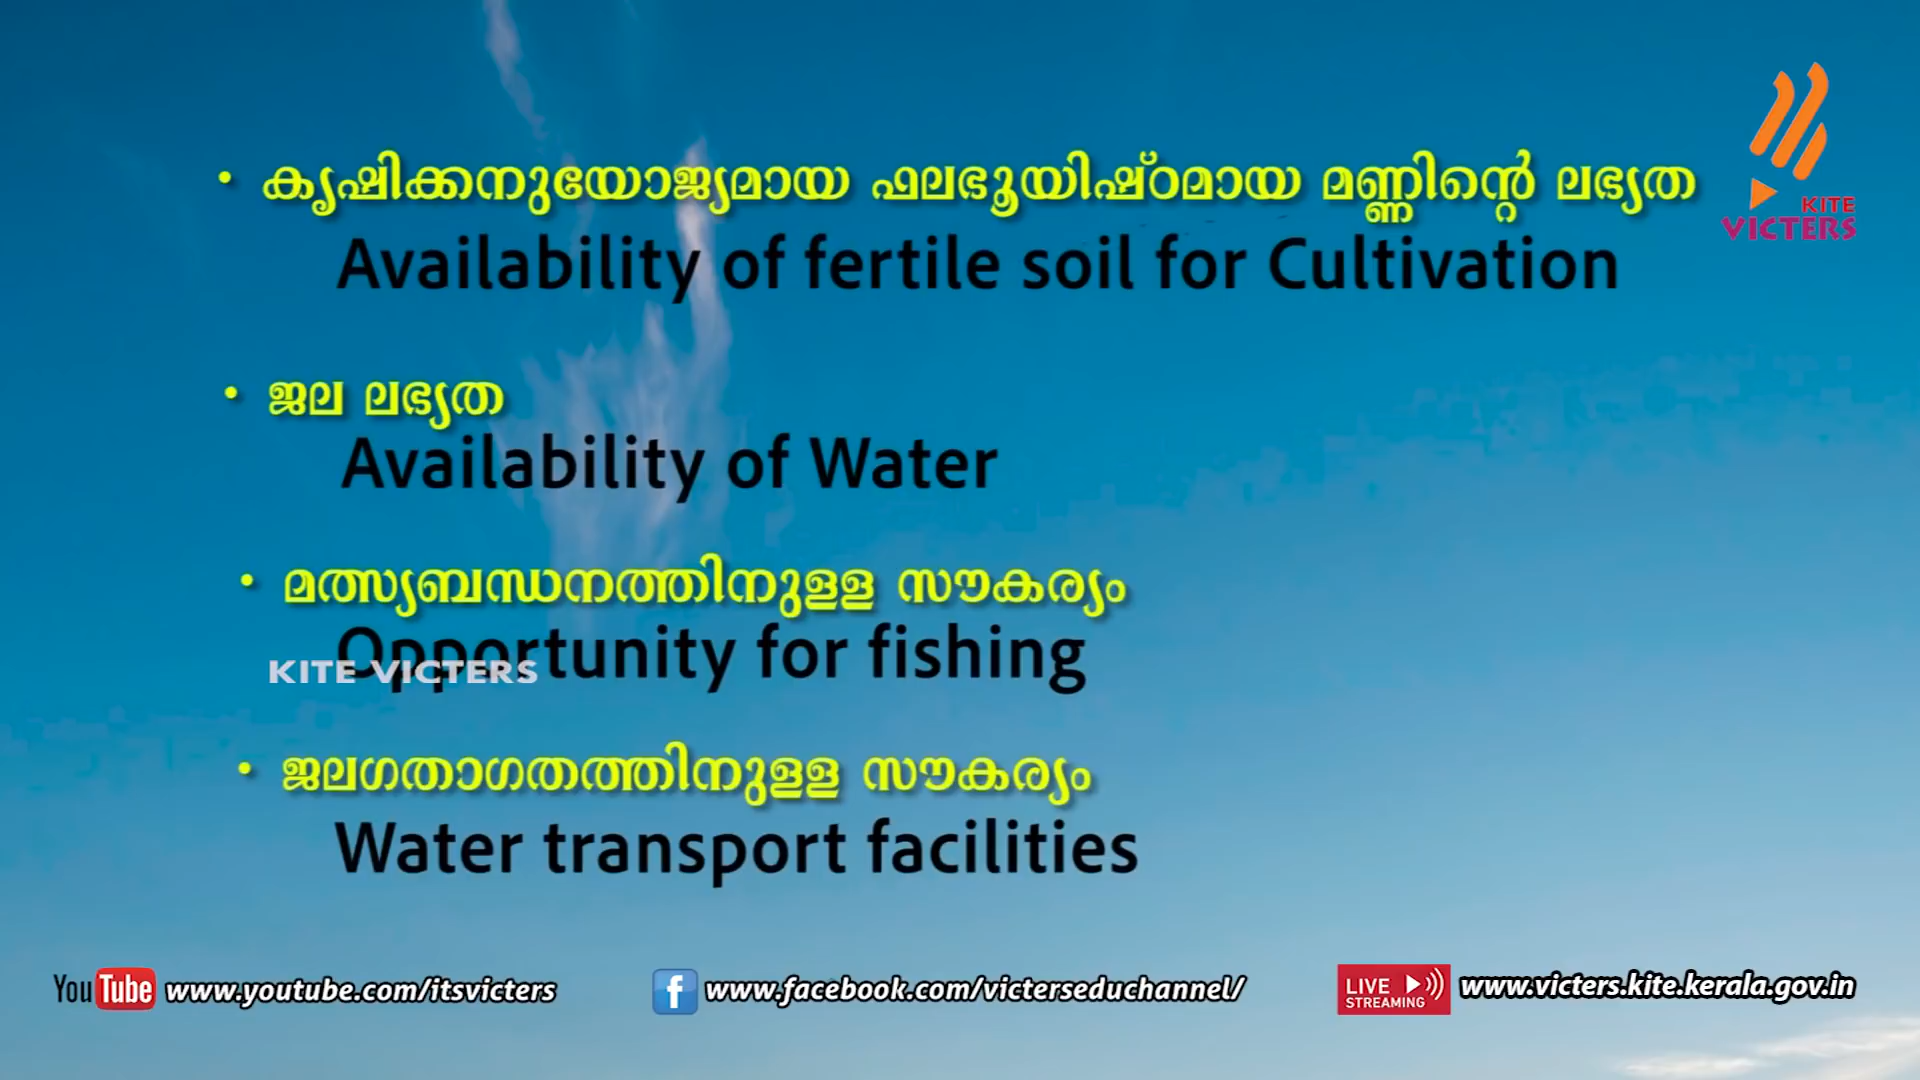 • കൃഷിക്കനുയോജ്യമായ ഫലഭൂയിഷ്ഠമായ മണ്ണിന്റെ ലഭ്യത
Availability of fertile soil for Cultivation
• ജല ലഭ്യത
Availability of Water
• മത്സ്യബന്ധനത്തിനുള്ള സൗകര്യം
Opportunity for fishing
KITE VICTERS
• ജലഗതാഗതത്തിനുള്ള സൗകര്യം
Water transport facilities
KITE
VICTERS
YouTube www.youtube.com/itsvicters
f www.facebook.com/victerseduchannel/
LIVE
STREAMING
www.victers.kite.kerala.gov.in